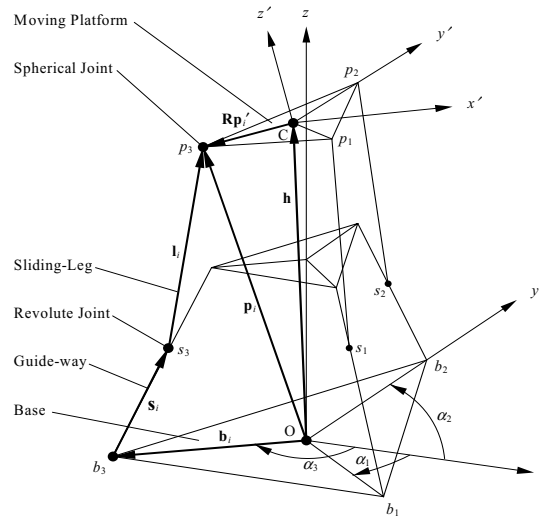 z′
z
Moving Platform
y′
Spherical Joint
p2
Rpi′
x′
C
p1
p3
h
li
Sliding-Leg
pi
s2
Revolute Joint
y
s3
s1
Guide-way
b2
si
Base
α2
O
bi
α1
α3
b3
b1